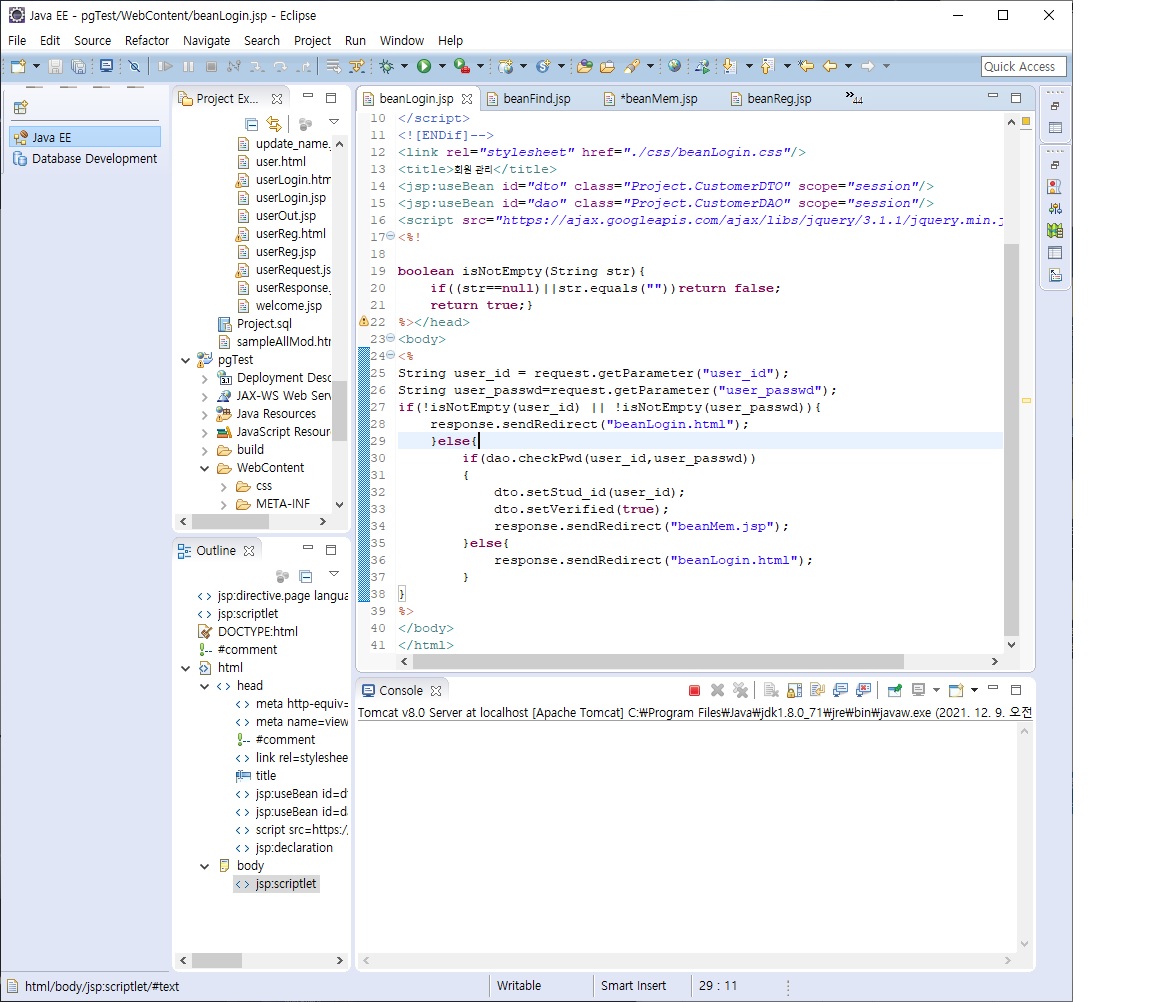 Java EE - pgTest/WebContent/beanLogin.jsp - Eclipse
File Edit Source Refactor Navigate Search Project Run Window Help
Quick Access
Java EE
Database Development
Project Ex...
update_name_
user.html
userLogin.htm
userLogin.jsp
userOut.jsp
userReg.html
userReg.jsp
userRequest.js
userResponse.
welcome.jsp
Project.sql
sampleAllMod.htr
pgTest
Deployment Desc
JAX-WS Web Serv
Java Resources
JavaScript Resour
build
WebContent
css
META-INF
Outline
jsp:directive.page langua
jsp:scriptlet
DOCTYPE:html
#comment
html
head
meta http-equiv=
meta name=view
#comment
link rel=styleshee
title
jsp:useBean id=d
jsp:useBean id=d
script src=https:/
jsp:declaration
body
jsp:scriptlet
beanLogin.jsp beanFind.jsp *beanMem.jsp beanReg.jsp »44
10 </script>
11 <![ENDif]-->
12 <link rel="stylesheet" href="./css/beanLogin.css"/>
13 <title>회원 관리</title>
14 <jsp:useBean id="dto" class="Project.CustomerDTO" scope="session"/>
15 <jsp:useBean id="dao" class="Project.CustomerDAO" scope="session"/>
16 <script src="https://ajax.googleapis.com/ajax/libs/jquery/3.1.1/jquery.min.j
17 <%!
18
19 boolean isNotEmpty(String str){
20 if((str==null)||str.equals(""))return false;
21 return true;}
22 %></head>
23 <body>
24 <%
25 String user_id = request.getParameter("user_id");
26 String user_passwd=request.getParameter("user_passwd");
27 if(!isNotEmpty(user_id) || !isNotEmpty(user_passwd)){
28 response.sendRedirect("beanLogin.html");
29 }else{
30 if(dao.checkPwd(user_id,user_passwd))
31 {
32 dto.setStud_id(user_id);
33 dto.setVerified(true);
34 response.sendRedirect("beanMem.jsp");
35 }else{
36 response.sendRedirect("beanLogin.html");
37 }
38 }
39 %>
40 </body>
41 </html>
Console
Tomcat v8.0 Server at localhost [Apache Tomcat] C:₩Program Files₩Java₩jdk1.8.0_71₩jre₩bin₩javaw.exe (2021. 12. 9. 오전
html/body/jsp:scriptlet/#text Writable Smart Insert 29 : 11